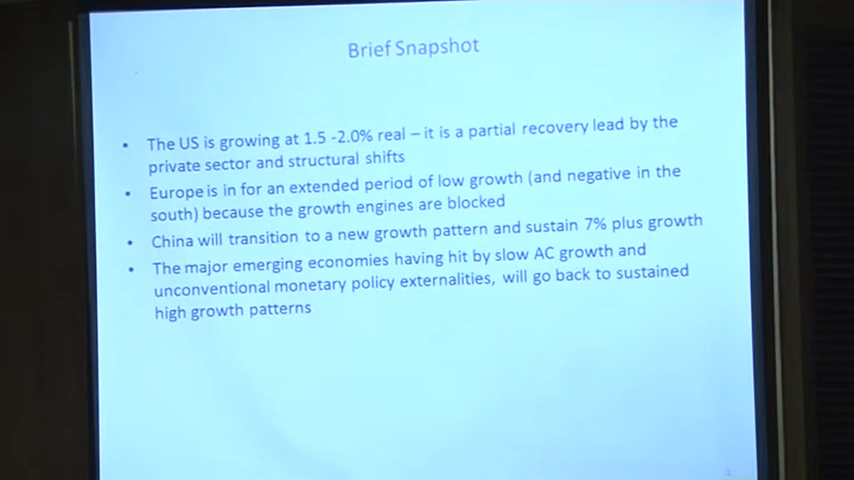 Brief Snapshot
• The US is growing at 1.5 -2.0% real – it is a partial recovery lead by the
private sector and structural shifts
• Europe is in for an extended period of low growth (and negative in the
south) because the growth engines are blocked
• China will transition to a new growth pattern and sustain 7% plus growth
• The major emerging economies having hit by slow AC growth and
unconventional monetary policy externalities, will go back to sustained
high growth patterns